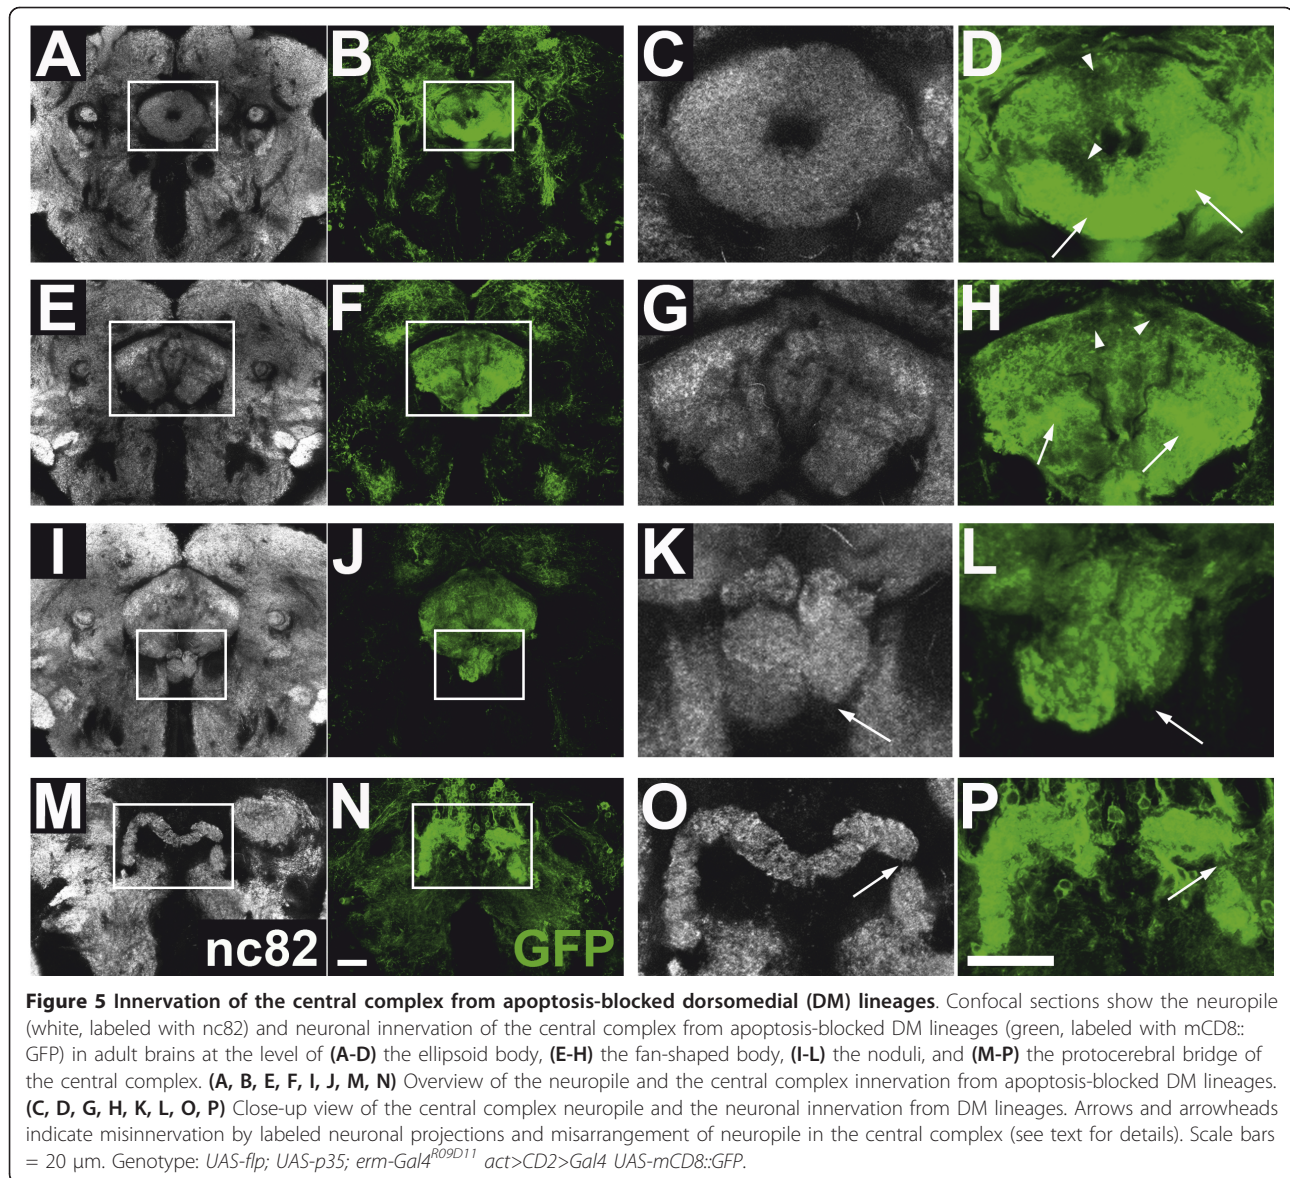 A B C D
E F G H
I J K L
M N O P
nc82 GFP
Figure 5 Innervation of the central complex from apoptosis-blocked dorsomedial (DM) lineages. Confocal sections show the neuropile
(white, labeled with nc82) and neuronal innervation of the central complex from apoptosis-blocked DM lineages (green, labeled with mCD8::
GFP) in adult brains at the level of (A-D) the ellipsoid body, (E-H) the fan-shaped body, (I-L) the noduli, and (M-P) the protocerebral bridge of
the central complex. (A, B, E, F, I, J, M, N) Overview of the neuropile and the central complex innervation from apoptosis-blocked DM lineages.
(C, D, G, H, K, L, O, P) Close-up view of the central complex neuropile and the neuronal innervation from DM lineages. Arrows and arrowheads
indicate misinnervation by labeled neuronal projections and misarrangement of neuropile in the central complex (see text for details). Scale bars
= 20 μm. Genotype: UAS-flp; UAS-p35; erm-Gal4R09D11 act>CD2>Gal4 UAS-mCD8::GFP.